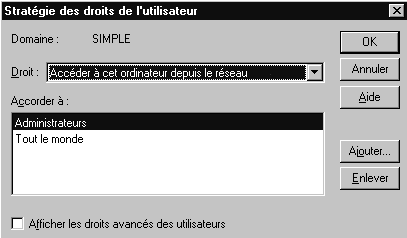 Stratégie des droits de l'utilisateur
Domaine : SIMPLE
OK
Droit : Accéder à cet ordinateur depuis le réseau
Annuler
Accorder à :
Aide
Administrateurs
Tout le monde
Ajouter...
Enlever
Afficher les droits avancés des utilisateurs